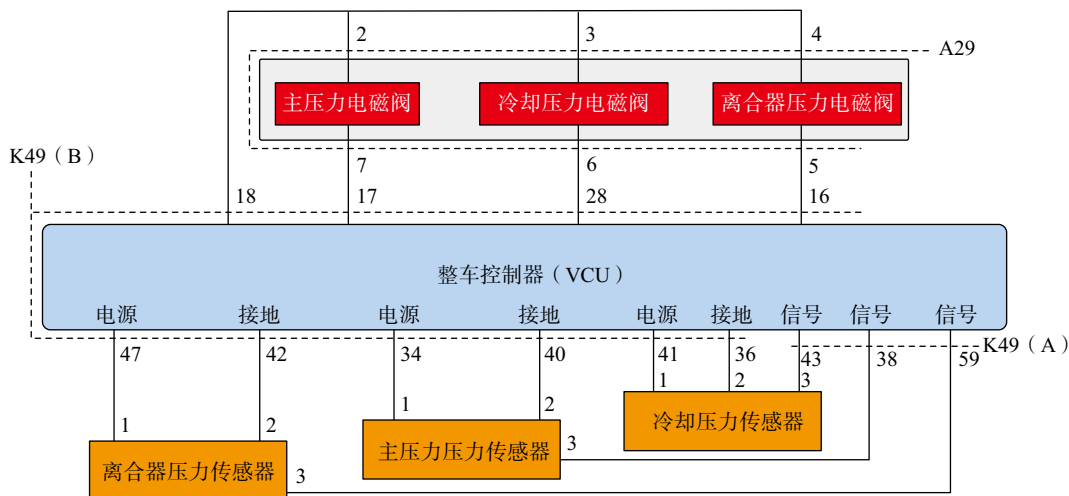 2 3 4
A29
主压力电磁阀 冷却压力电磁阀 离合器压力电磁阀
K49（B）
7 6 5
18 17 28 16
整车控制器（VCU）
电源 接地 电源 接地 电源 接地 信号 信号 信号
47 42 34 40 41 36 43 38 59 K49（A）
1 2 3
冷却压力传感器
1 2
主压力压力传感器 3
1 2
离合器压力传感器 3